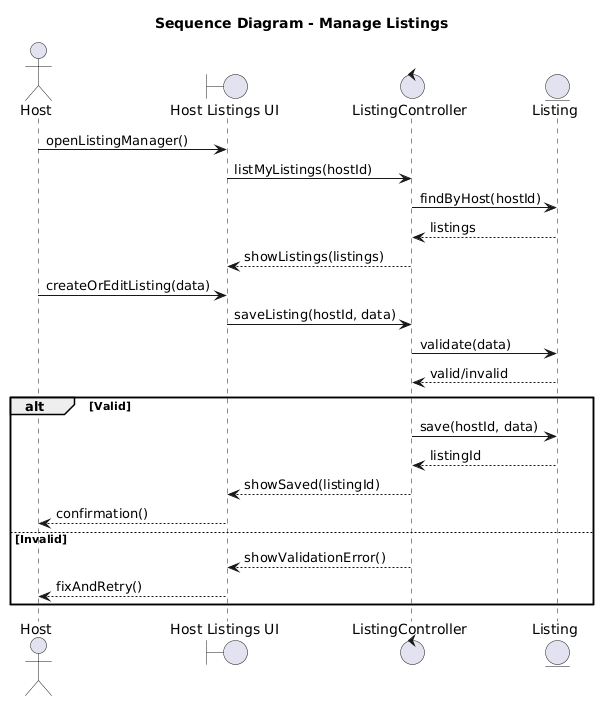 Sequence Diagram - Manage Listings
Host
Host Listings UI
ListingController
Listing
openListingManager()
listMyListings(hostId)
findByHost(hostId)
listings
showListings(listings)
createOrEditListing(data)
saveListing(hostId, data)
validate(data)
valid/invalid
alt [Valid]
save(hostId, data)
listingId
showSaved(listingId)
confirmation()
[Invalid]
showValidationError()
fixAndRetry()
Host
Host Listings UI
ListingController
Listing